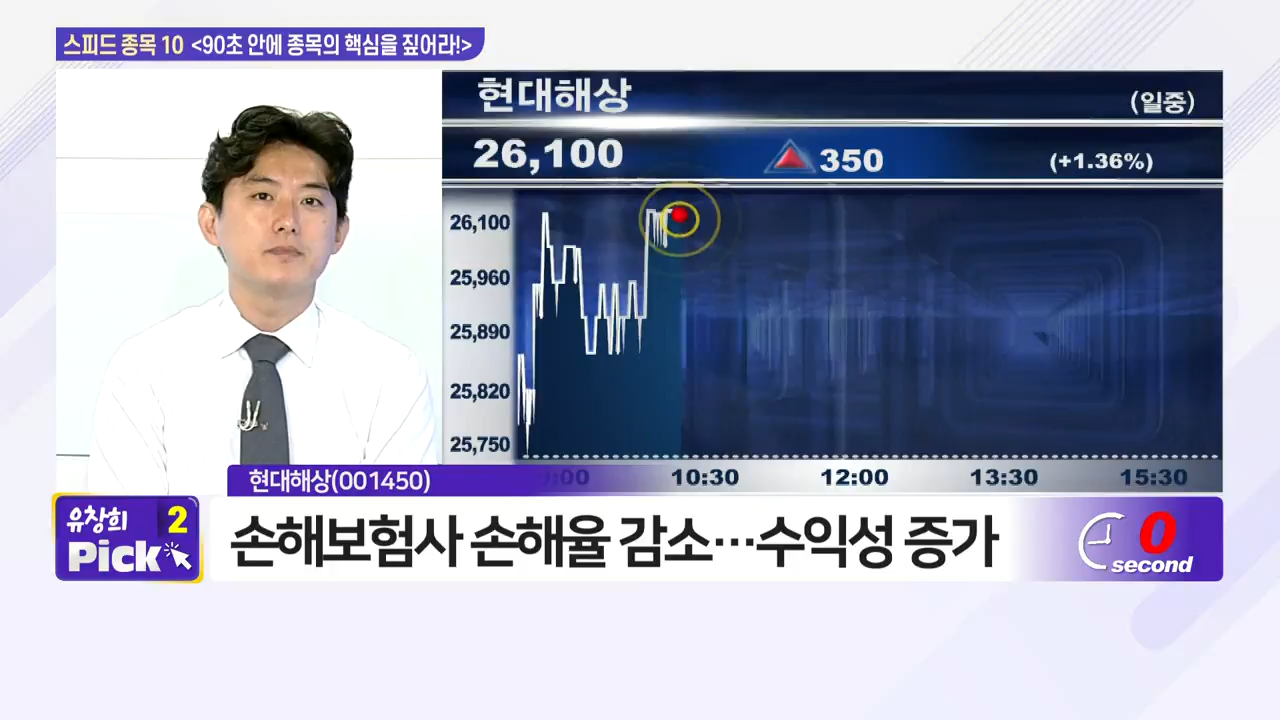 스피드 종목 10 <90초 안에 종목의 핵심을 짚어라!>
현대해상 (일중)
26,100 350 (+1.36%)
26,100
25,960
25,890
25,820
25,750
10:30 12:00 13:30 15:30
현대해상(001450)
유창희 2
Pick
손해보험사 손해율 감소…수익성 증가
0
second